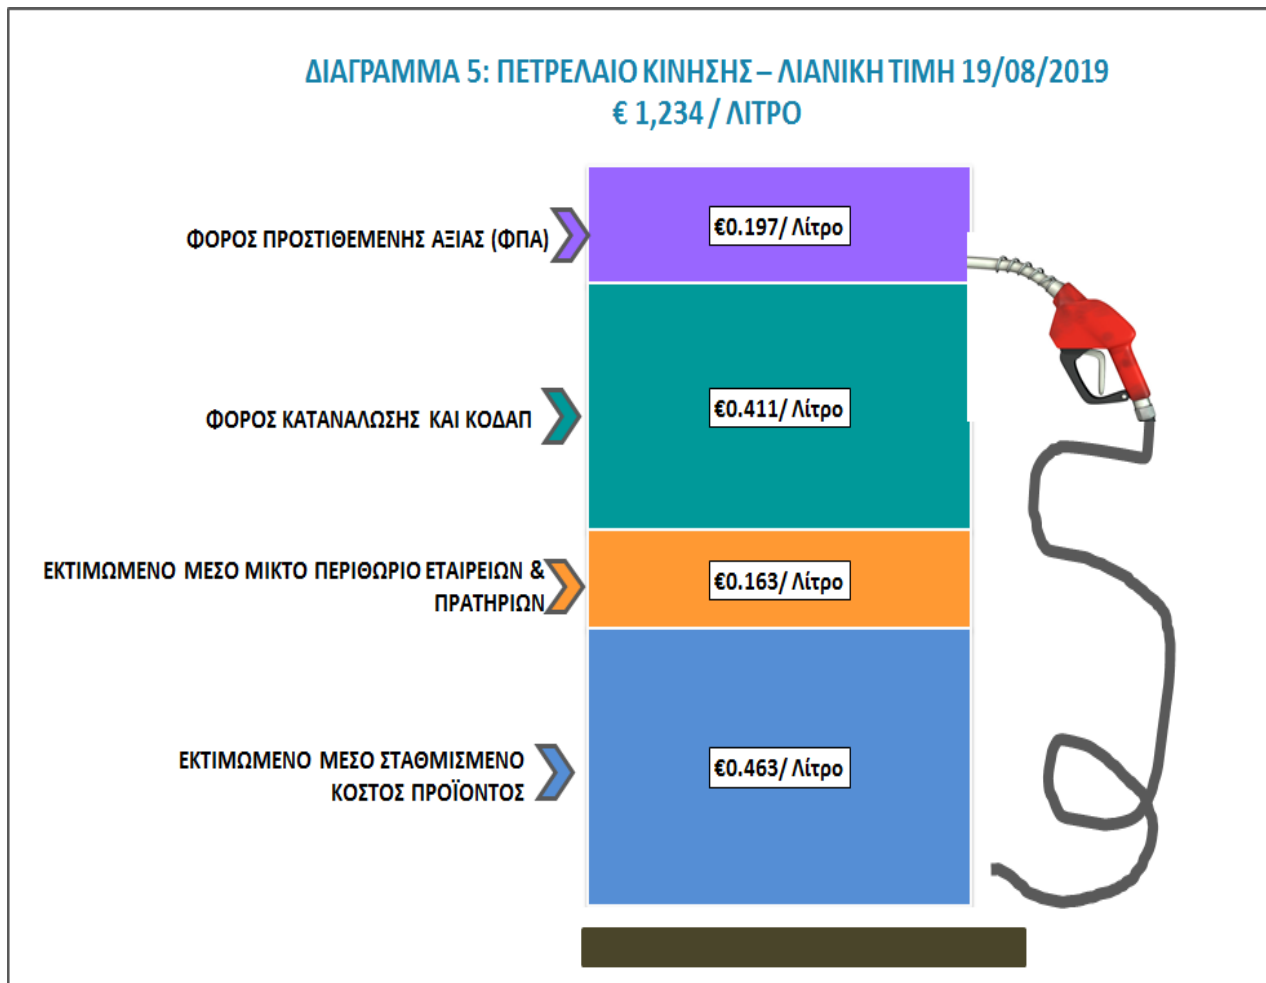 ΔΙΑΓΡΑΜΜΑ 5: ΠΕΤΡΕΛΑΙΟ ΚΙΝΗΣΗΣ – ΛΙΑΝΙΚΗ ΤΙΜΗ 19/08/2019
€ 1,234 / ΛΙΤΡΟ
ΦΟΡΟΣ ΠΡΟΣΤΙΘΕΜΕΝΗΣ ΑΞΙΑΣ (ΦΠΑ)
€0.197/ Λίτρο
ΦΟΡΟΣ ΚΑΤΑΝΑΛΩΣΗΣ ΚΑΙ ΚΟΔΑΠ
€0.411/ Λίτρο
ΕΚΤΙΜΩΜΕΝΟ ΜΕΣΟ ΜΙΚΤΟ ΠΕΡΙΘΩΡΙΟ ΕΤΑΙΡΕΙΩΝ &
ΠΡΑΤΗΡΙΩΝ
€0.163/ Λίτρο
ΕΚΤΙΜΩΜΕΝΟ ΜΕΣΟ ΣΤΑΘΜΙΣΜΕΝΟ
ΚΟΣΤΟΣ ΠΡΟΪΟΝΤΟΣ
€0.463/ Λίτρο